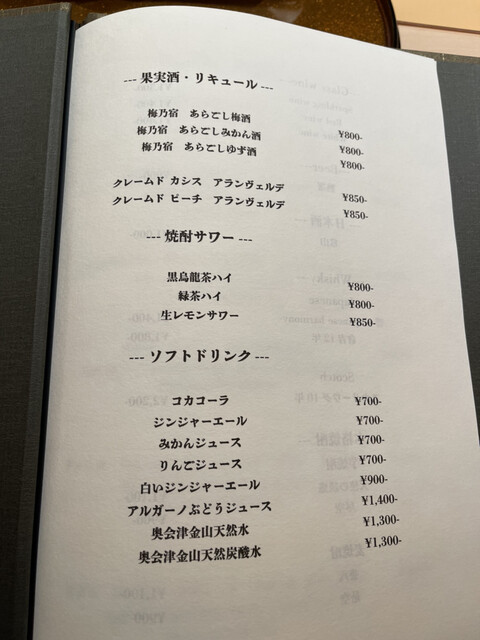 --- 果実酒・リキュール ---
梅乃宿 あらごし梅酒 ¥800-
梅乃宿 あらごしみかん酒 ¥800-
梅乃宿 あらごしゆず酒 ¥800-
クレームド カシス アランヴェルデ ¥850-
クレームド ピーチ アランヴェルデ ¥850-
--- 焼酎サワー ---
黒烏龍茶ハイ ¥800-
緑茶ハイ ¥800-
生レモンサワー ¥850-
--- ソフトドリンク ---
コカコーラ ¥700-
ジンジャーエール ¥700-
みかんジュース ¥700-
りんごジュース ¥700-
白いジンジャーエール ¥900-
アルガーノぶどうジュース ¥1,400-
奥会津金山天然水 ¥1,300-
奥会津金山天然炭酸水 ¥1,300-